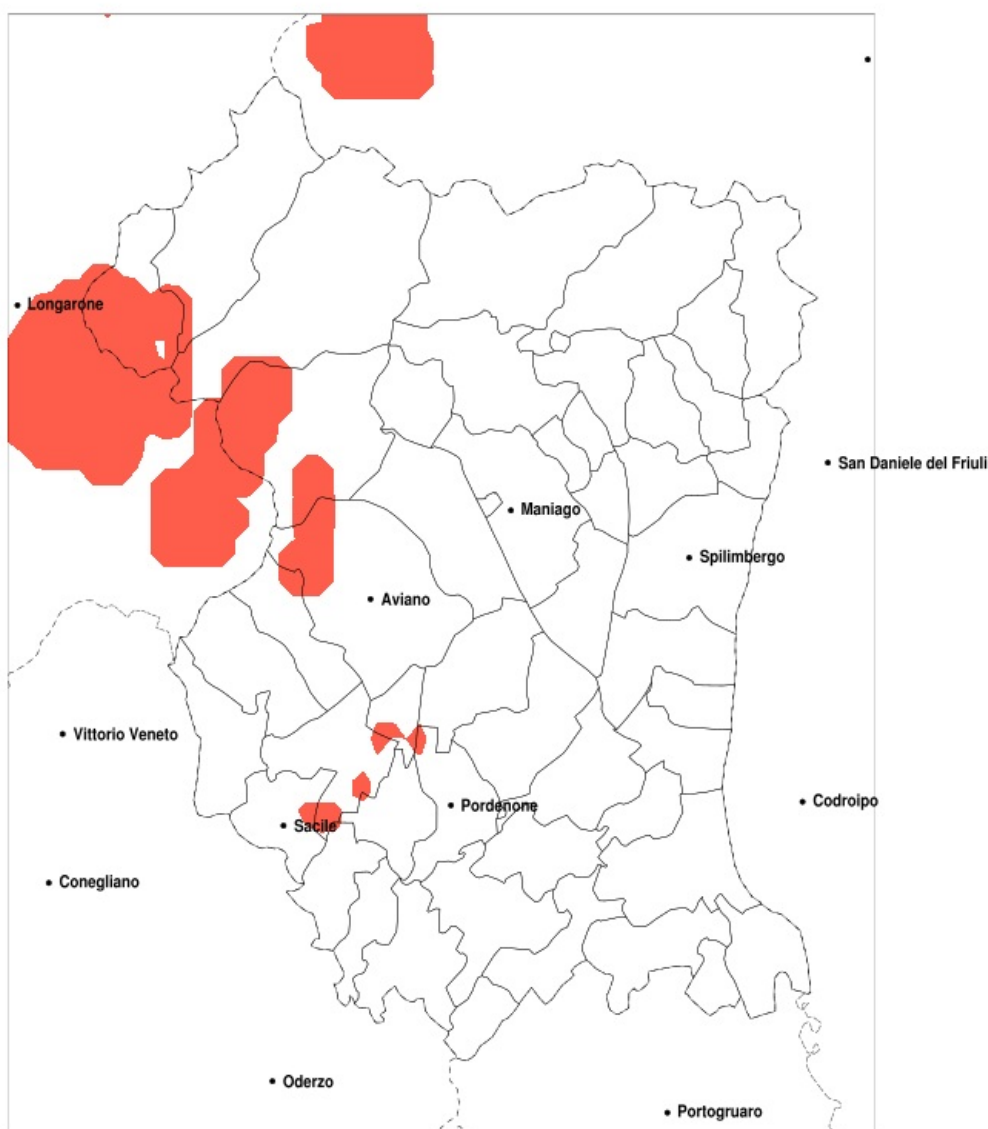 Longarone
San Daniele del Friuli
Maniago
Spilimbergo
Aviano
Vittorio Veneto
Codroipo
Pordenone
Sacile
Conegliano
Oderzo
Portogruaro